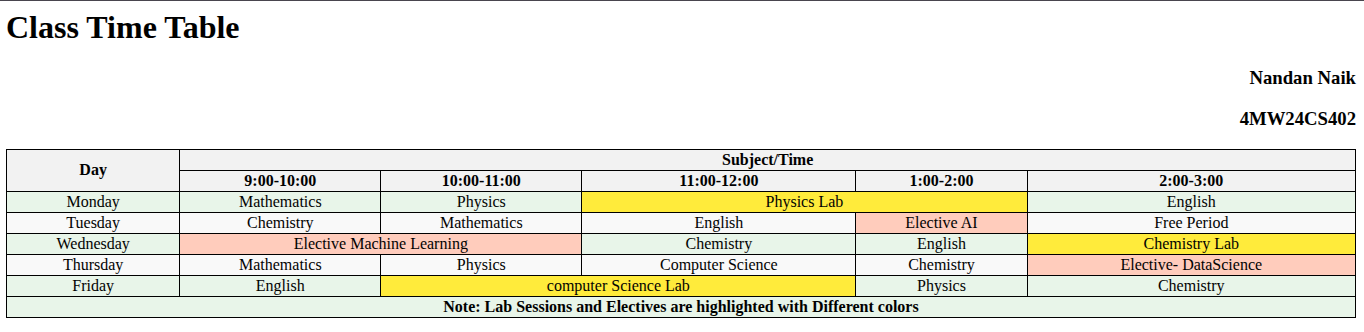 Class Time Table
Nandan Naik
4MW24CS402
Day Subject/Time
9:00-10:00 10:00-11:00 11:00-12:00 1:00-2:00 2:00-3:00
Monday Mathematics Physics Physics Lab English
Tuesday Chemistry Mathematics English Elective AI Free Period
Wednesday Elective Machine Learning Chemistry English Chemistry Lab
Thursday Mathematics Physics Computer Science Chemistry Elective- DataScience
Friday English computer Science Lab Physics Chemistry
Note: Lab Sessions and Electives are highlighted with Different colors